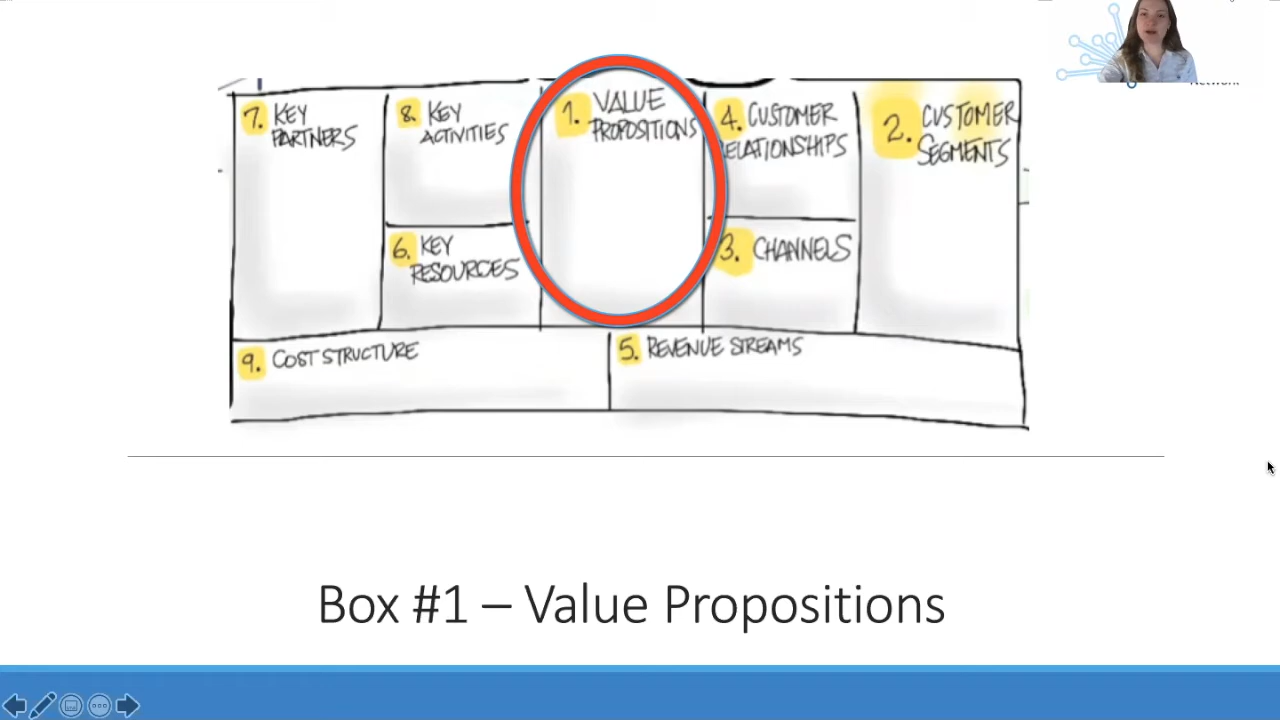 7. KEY
PARTNERS
8. KEY
ACTIVITIES
6. KEY
RESOURCES
1. VALUE
PROPOSITIONS
4. CUSTOMER
ELATIONSHIPS
3. CHANNELS
2. CUSTOMER
SEGMENTS
9. COST STRUCTURE
5. REVENUE STREAMS
Box #1 – Value Propositions